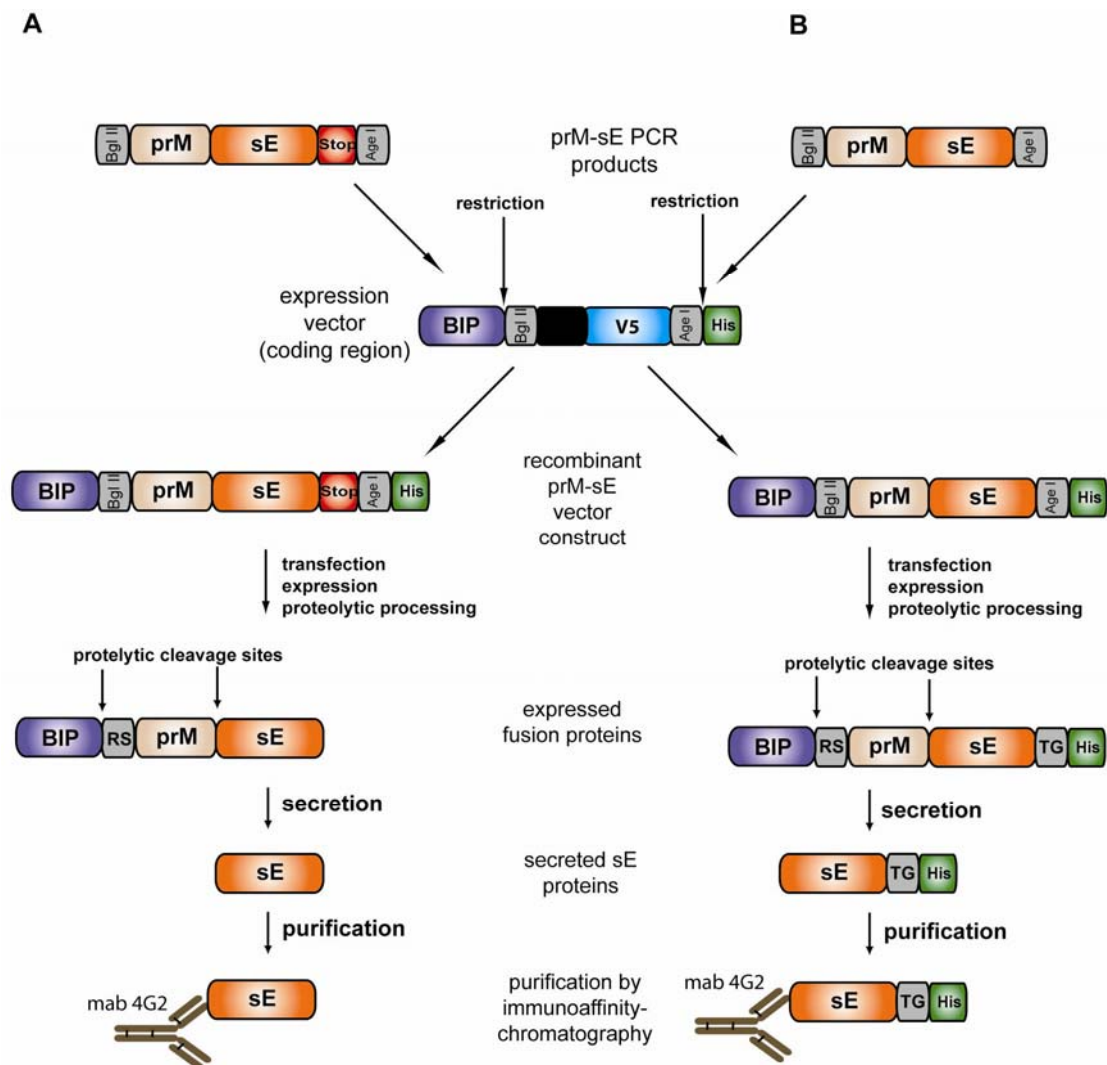 A
B
Bgl II prM sE Stop Age I
prM-sE PCR
products
Bgl II prM sE Age I
restriction
restriction
expression
vector
(coding region)
BIP Bgl II V5 Age I His
BIP Bgl II prM sE Stop Age I His
recombinant
prM-sE
vector
construct
BIP Bgl II prM sE Age I His
transfection
expression
proteolytic processing
transfection
expression
proteolytic processing
protelytic cleavage sites
protelytic cleavage sites
BIP RS prM sE
expressed
fusion proteins
BIP RS prM sE TG His
secretion
secretion
sE
secreted sE
proteins
sE TG His
purification
purification
mab 4G2
sE
purification by
immunoaffinity-
chromatography
mab 4G2
sE TG His